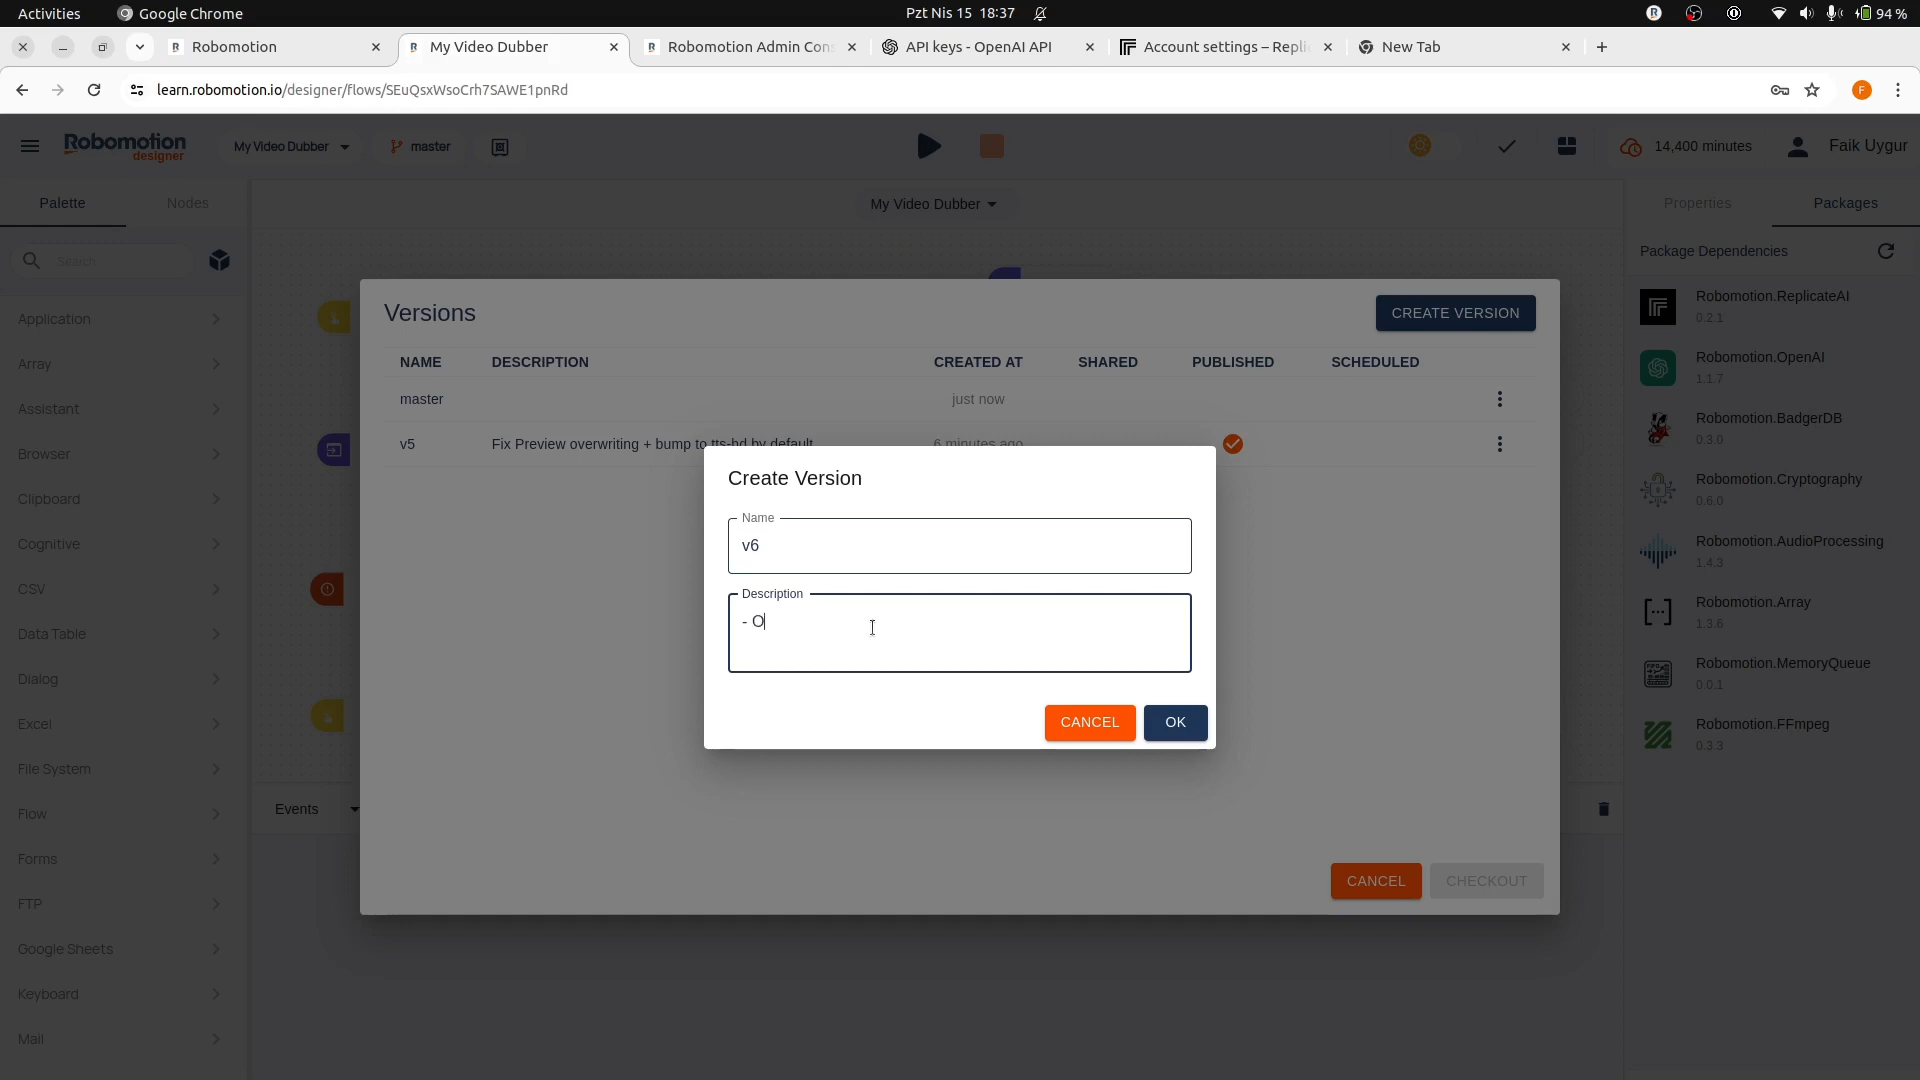 Activities
Google Chrome
Pzt Nis 15 18:37
94 %
Robomotion
My Video Dubber
Robomotion Admin Cons
API keys - OpenAI API
Account settings – Repli
New Tab
learn.robomotion.io/designer/flows/SEuQsxWsoCrh7SAWE1pnRd
F
Robomotion
designer
My Video Dubber
master
14,400 minutes
Faik Uygur
Palette
Nodes
My Video Dubber
Properties
Packages
Search
Package Dependencies
Application
Array
Assistant
Browser
Clipboard
Cognitive
CSV
Data Table
Dialog
Excel
File System
Flow
Forms
FTP
Google Sheets
Keyboard
Mail
Versions
CREATE VERSION
NAME
DESCRIPTION
CREATED AT
SHARED
PUBLISHED
SCHEDULED
master
just now
v5
Fix Preview overwriting + bump to tts-hd by default
6 minutes ago
Create Version
Name
v6
Description
- O
CANCEL
OK
CANCEL
CHECKOUT
Events
Robomotion.ReplicateAI
0.2.1
Robomotion.OpenAI
1.1.7
Robomotion.BadgerDB
0.3.0
Robomotion.Cryptography
0.6.0
Robomotion.AudioProcessing
1.4.3
Robomotion.Array
1.3.6
Robomotion.MemoryQueue
0.0.1
Robomotion.FFmpeg
0.3.3